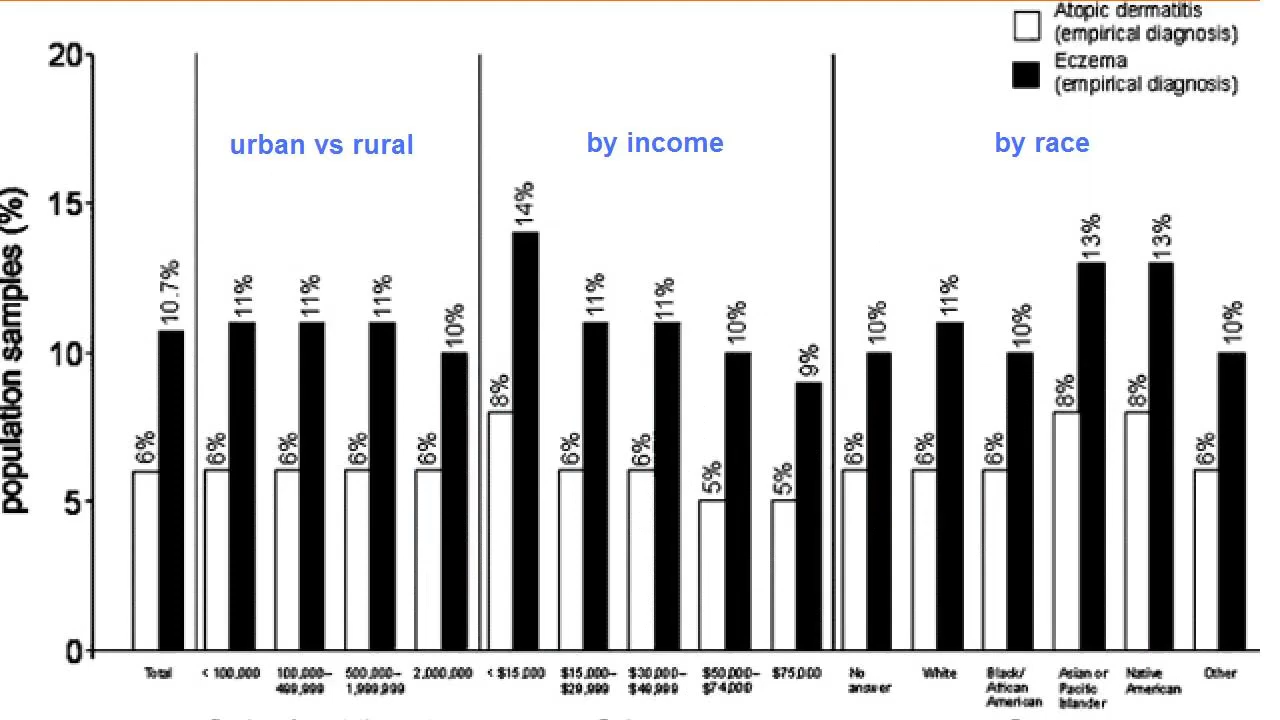 Atopic dermatitis
(empirical diagnosis)
Eczema
(empirical diagnosis)
urban vs rural
by income
by race
population samples (%)
20
15
10
5
0
6%
10.7%
6%
11%
6%
11%
6%
11%
6%
10%
8%
14%
6%
11%
6%
11%
5%
10%
5%
9%
6%
10%
6%
11%
6%
10%
8%
13%
8%
13%
6%
10%
Total
< 100,000
100,000–
499,999
500,000–
1,999,999
2,000,000
< $15,000
$15,000–
$29,999
$30,000–
$49,999
$50,000–
$74,000
$75,000
No
answer
White
Black/
African
American
Asian or
Pacific
Islander
Native
American
Other